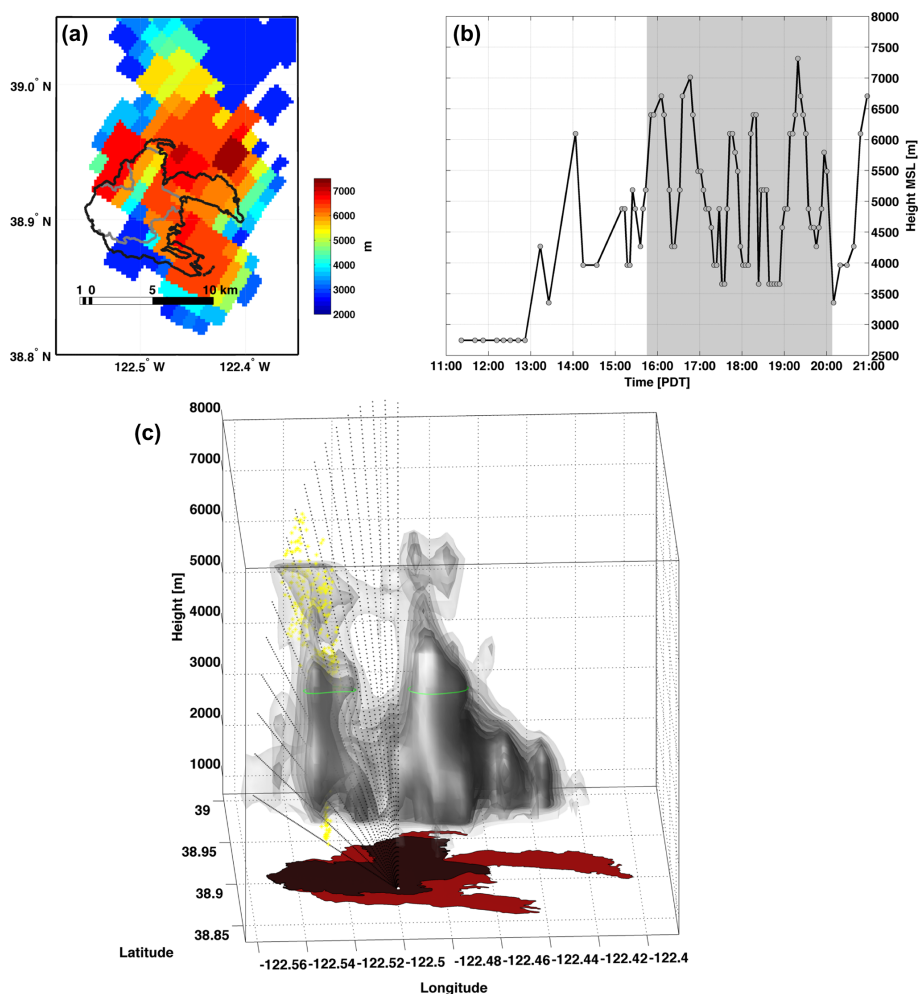 (a)
39.0° N
38.9° N
38.8° N
122.5° W
122.4° W
1 0 5 10 km
7000
6000
5000
4000
3000
2000
m
(b)
8000
7500
7000
6500
6000
5500
5000
4500
4000
3500
3000
2500
Height MSL [m]
11:00 12:00 13:00 14:00 15:00 16:00 17:00 18:00 19:00 20:00 21:00
Time [PDT]
(c)
8000
7000
6000
5000
4000
3000
2000
1000
Height [m]
39
38.95
38.9
38.85
Latitude
-122.56 -122.54 -122.52 -122.5 -122.48 -122.46 -122.44 -122.42 -122.4
Longitude